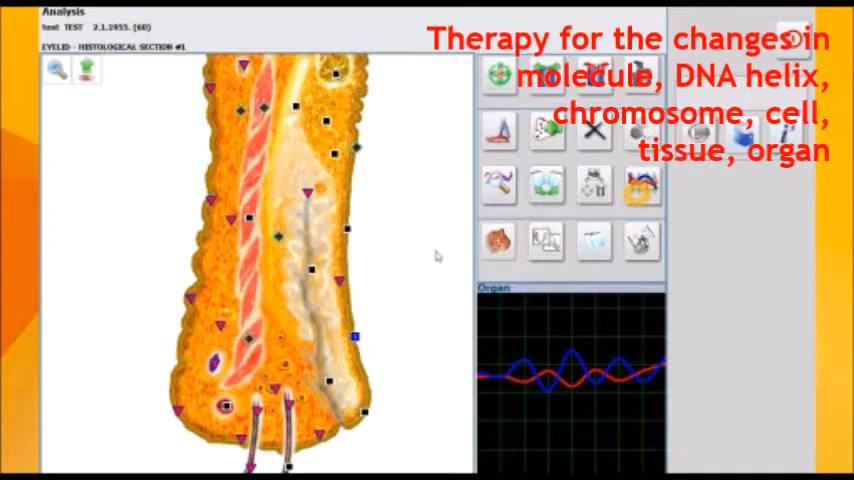 Analysis
test TEST 2.1.1955. (60)
EYELID - HISTOLOGICAL SECTION #1
Therapy for the changes in
molecule, DNA helix,
chromosome, cell,
tissue, organ
Organ